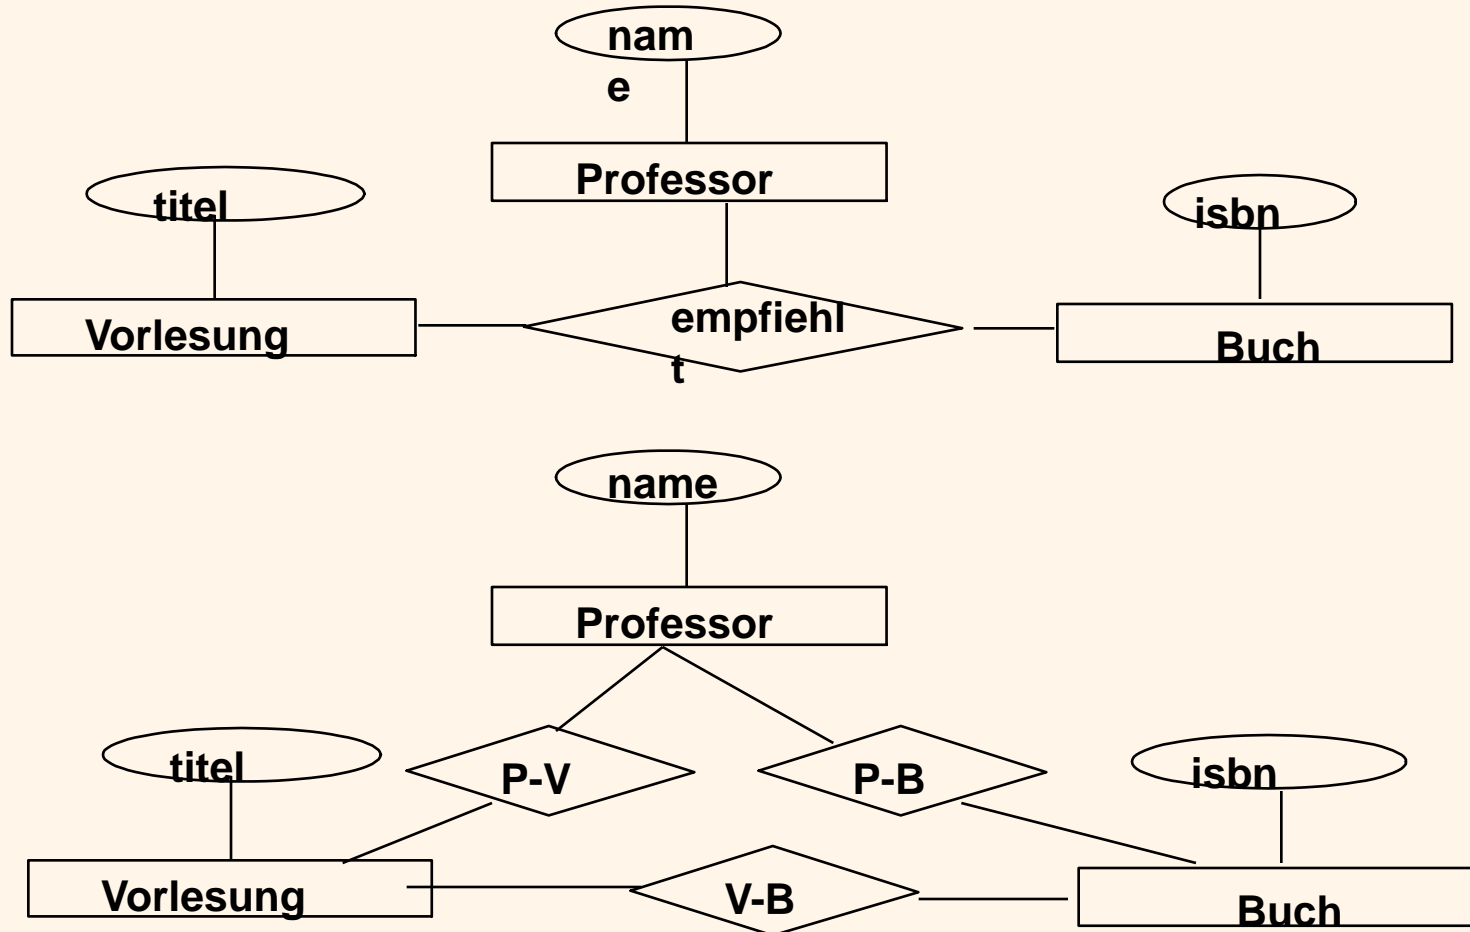 nam
e
Professor
titel
isbn
empfiehl
t
Vorlesung
Buch
name
Professor
titel
P-V
P-B
isbn
Vorlesung
V-B
Buch